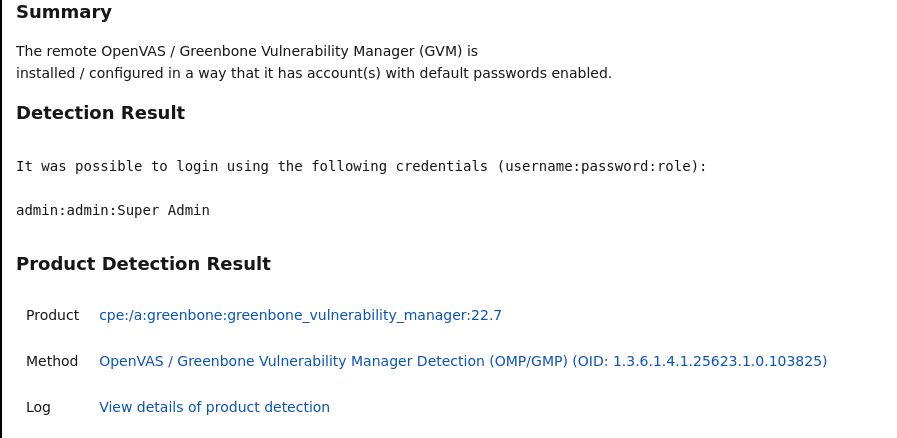 Summary
The remote OpenVAS / Greenbone Vulnerability Manager (GVM) is
installed / configured in a way that it has account(s) with default passwords enabled.
Detection Result
It was possible to login using the following credentials (username:password:role):
admin:admin:Super Admin
Product Detection Result
Product cpe:/a:greenbone:greenbone_vulnerability_manager:22.7
Method OpenVAS / Greenbone Vulnerability Manager Detection (OMP/GMP) (OID: 1.3.6.1.4.1.25623.1.0.103825)
Log View details of product detection